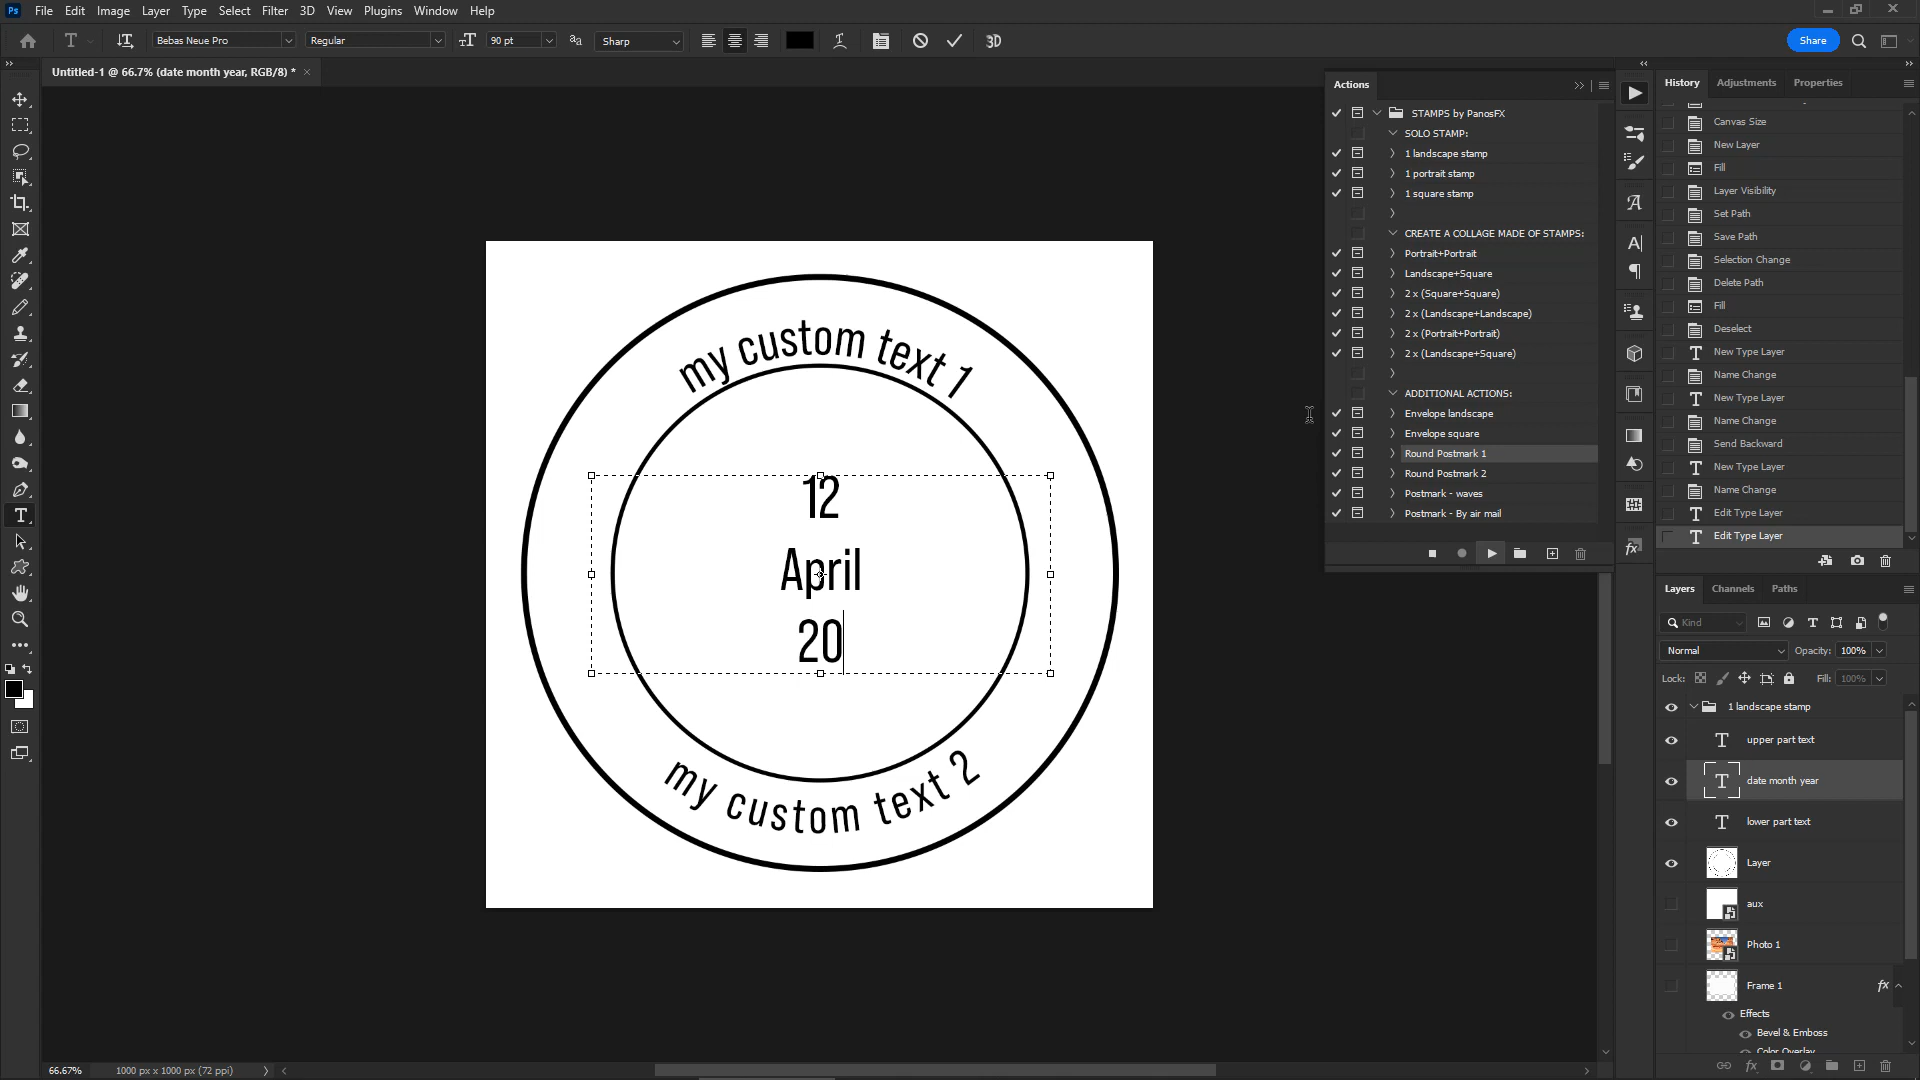 Ps File Edit Image Layer Type Select Filter 3D View Plugins Window Help
T Bebas Neue Pro Regular 90 pt aa Sharp 3D Share
Untitled-1 @ 66.7% (date month year, RGB/8) * ×
my custom text 1
12
April
20
my custom text 2
Actions
STAMPS by PanosFX
SOLO STAMP:
1 landscape stamp
1 portrait stamp
1 square stamp
CREATE A COLLAGE MADE OF STAMPS:
Portrait+Portrait
Landscape+Square
2 x (Square+Square)
2 x (Landscape+Landscape)
2 x (Portrait+Portrait)
2 x (Landscape+Square)
ADDITIONAL ACTIONS:
Envelope landscape
Envelope square
Round Postmark 1
Round Postmark 2
Postmark - waves
Postmark - By air mail
History Adjustments Properties
Canvas Size
New Layer
Fill
Layer Visibility
Set Path
Save Path
Selection Change
Delete Path
Fill
Deselect
New Type Layer
Name Change
New Type Layer
Name Change
Send Backward
New Type Layer
Name Change
Edit Type Layer
Edit Type Layer
Layers Channels Paths
Kind
Normal Opacity: 100%
Lock: Fill: 100%
1 landscape stamp
upper part text
date month year
lower part text
Layer
aux
Photo 1
Frame 1 fx
Effects
Bevel & Emboss
Color Overlay
66.67% 1000 px x 1000 px (72 ppi)